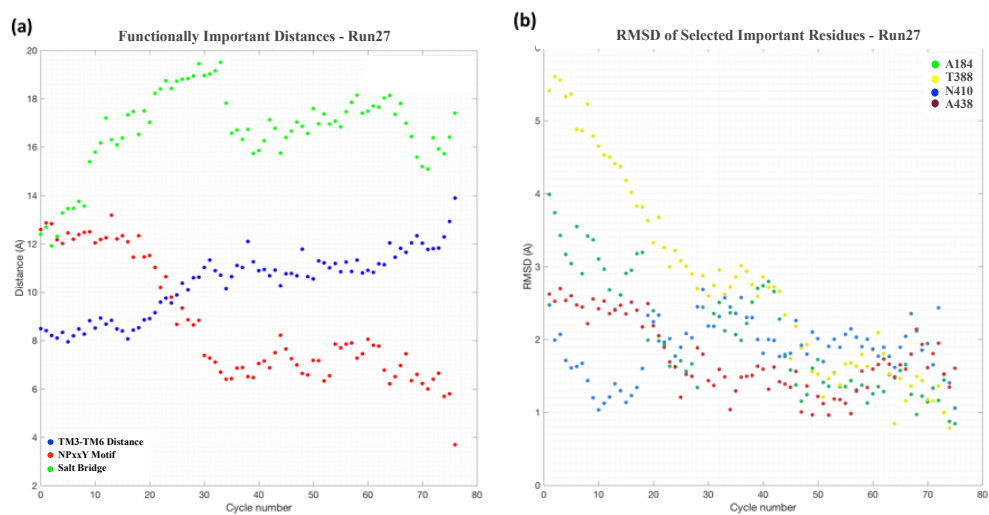 (a)
Functionally Important Distances - Run27
20
18
16
14
12
10
8
6
4
2
Distance (A)
TM3-TM6 Distance
NPxxY Motif
Salt Bridge
0 10 20 30 40 50 60 70 80
Cycle number
(b)
RMSD of Selected Important Residues - Run27
A184
T388
N410
A438
5
4
3
2
1
0
RMSD (A)
0 10 20 30 40 50 60 70 80
Cycle number